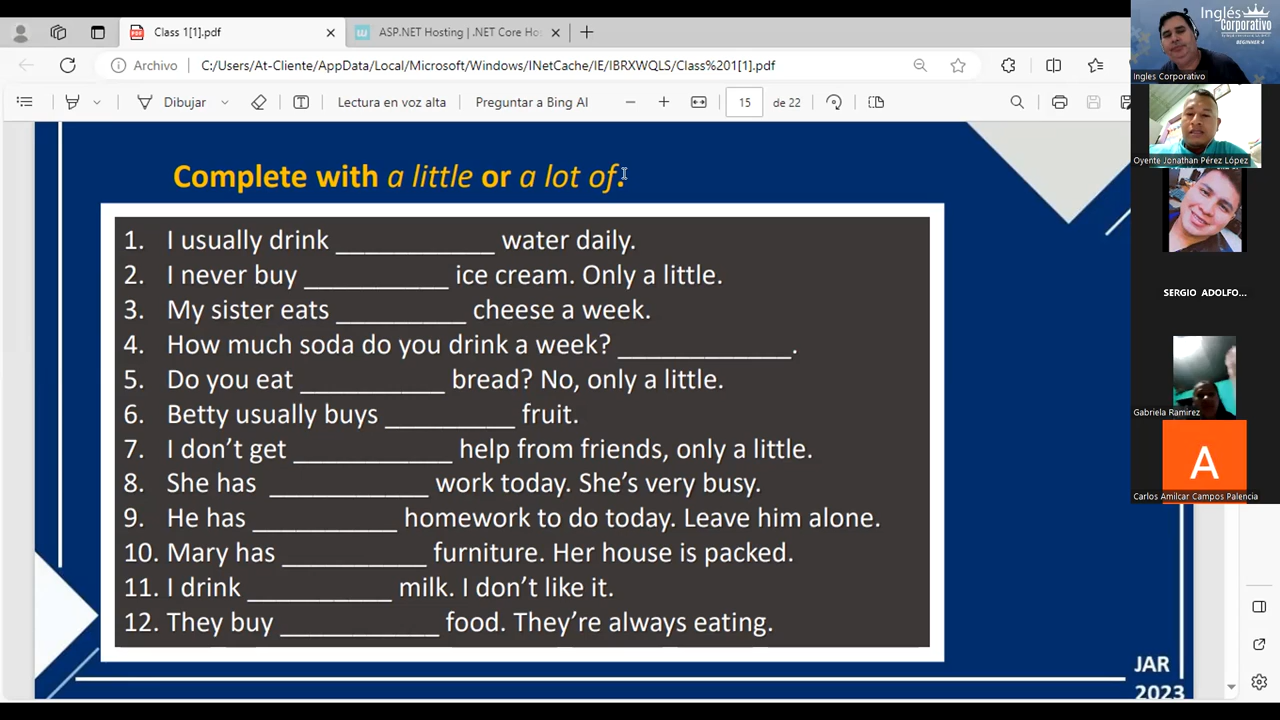 Class 1[1].pdf
ASP.NET Hosting | .NET Core Ho
Archivo
C:/Users/At-Cliente/AppData/Local/Microsoft/Windows/INetCache/IE/IBRXWQLS/Class%201[1].pdf
Dibujar
Lectura en voz alta
Preguntar a Bing AI
15
de 22
Complete with a little or a lot of.
1. I usually drink ___________ water daily.
2. I never buy __________ ice cream. Only a little.
3. My sister eats _________ cheese a week.
4. How much soda do you drink a week? ____________.
5. Do you eat __________ bread? No, only a little.
6. Betty usually buys _________ fruit.
7. I don't get ___________ help from friends, only a little.
8. She has ___________ work today. She's very busy.
9. He has __________ homework to do today. Leave him alone.
10. Mary has __________ furniture. Her house is packed.
11. I drink __________ milk. I don't like it.
12. They buy ___________ food. They're always eating.
JAR
2023
Inglés
Corporativo
BEGINNER 4
Ingles Corporativo
Oyente Jonathan Pérez López
SERGIO ADOLFO...
Gabriela Ramirez
A
Carlos Amilcar Campos Palencia